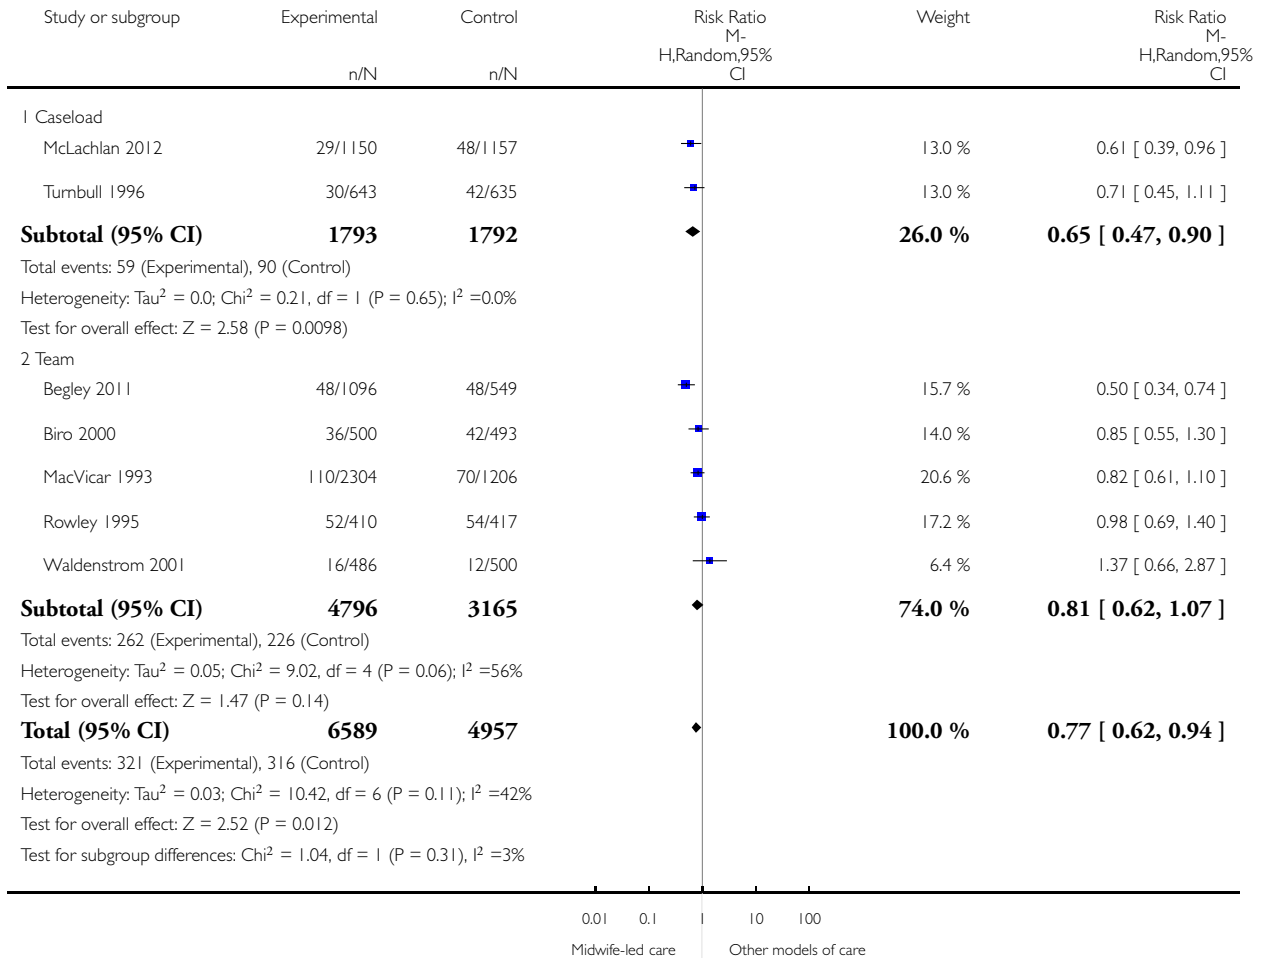 Study or subgroup Experimental Control Risk Ratio Weight Risk Ratio
M- M-
H,Random,95% H,Random,95%
n/N n/N CI CI
1 Caseload
McLachlan 2012 29/1150 48/1157 13.0 % 0.61 [ 0.39, 0.96 ]
Turnbull 1996 30/643 42/635 13.0 % 0.71 [ 0.45, 1.11 ]
Subtotal (95% CI) 1793 1792 26.0 % 0.65 [ 0.47, 0.90 ]
Total events: 59 (Experimental), 90 (Control)
Heterogeneity: Tau² = 0.0; Chi² = 0.21, df = 1 (P = 0.65); I² =0.0%
Test for overall effect: Z = 2.58 (P = 0.0098)
2 Team
Begley 2011 48/1096 48/549 15.7 % 0.50 [ 0.34, 0.74 ]
Biro 2000 36/500 42/493 14.0 % 0.85 [ 0.55, 1.30 ]
MacVicar 1993 110/2304 70/1206 20.6 % 0.82 [ 0.61, 1.10 ]
Rowley 1995 52/410 54/417 17.2 % 0.98 [ 0.69, 1.40 ]
Waldenstrom 2001 16/486 12/500 6.4 % 1.37 [ 0.66, 2.87 ]
Subtotal (95% CI) 4796 3165 74.0 % 0.81 [ 0.62, 1.07 ]
Total events: 262 (Experimental), 226 (Control)
Heterogeneity: Tau² = 0.05; Chi² = 9.02, df = 4 (P = 0.06); I² =56%
Test for overall effect: Z = 1.47 (P = 0.14)
Total (95% CI) 6589 4957 100.0 % 0.77 [ 0.62, 0.94 ]
Total events: 321 (Experimental), 316 (Control)
Heterogeneity: Tau² = 0.03; Chi² = 10.42, df = 6 (P = 0.11); I² =42%
Test for overall effect: Z = 2.52 (P = 0.012)
Test for subgroup differences: Chi² = 1.04, df = 1 (P = 0.31), I² =3%
0.01 0.1 1 10 100
Midwife-led care Other models of care